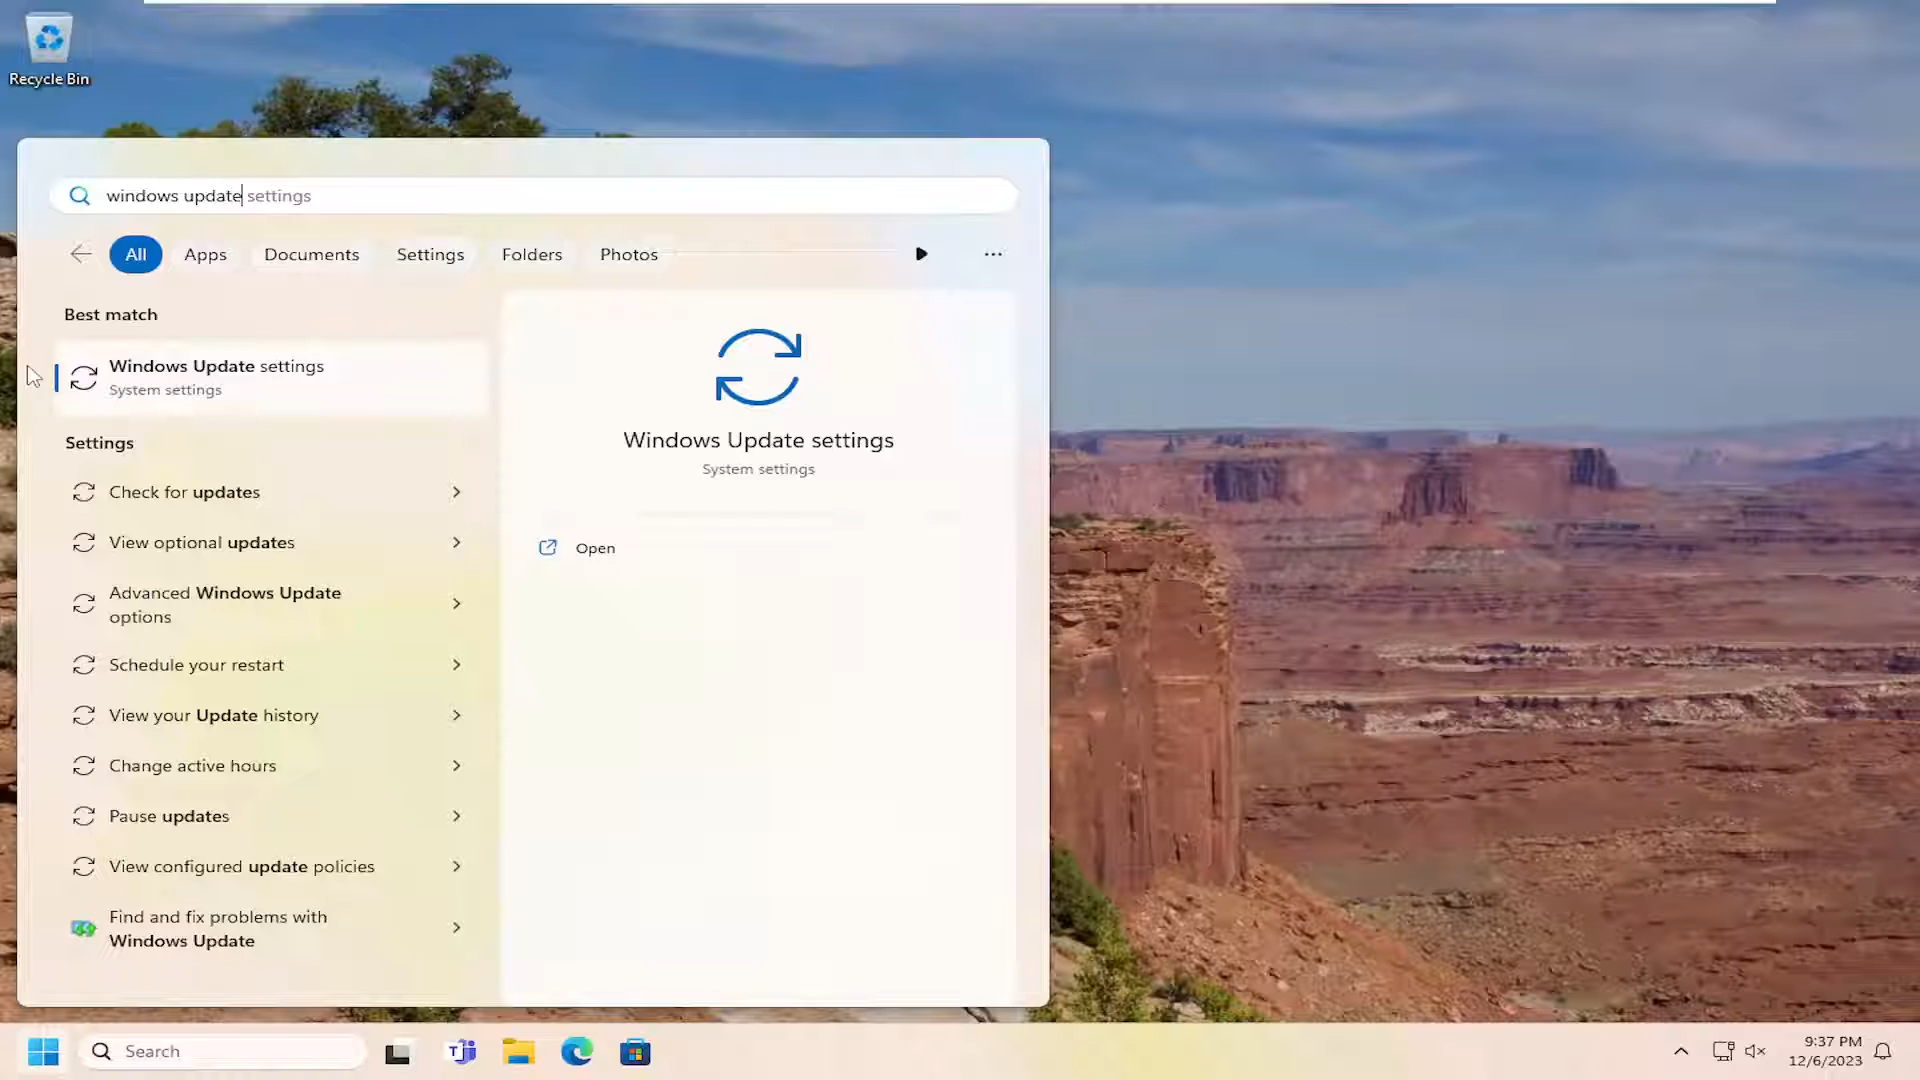 Recycle Bin
windows update settings
All Apps Documents Settings Folders Photos
Best match
Windows Update settings
System settings
Settings
Check for updates
View optional updates
Advanced Windows Update
options
Schedule your restart
View your Update history
Change active hours
Pause updates
View configured update policies
Find and fix problems with
Windows Update
Windows Update settings
System settings
Open
Search
9:37 PM
12/6/2023